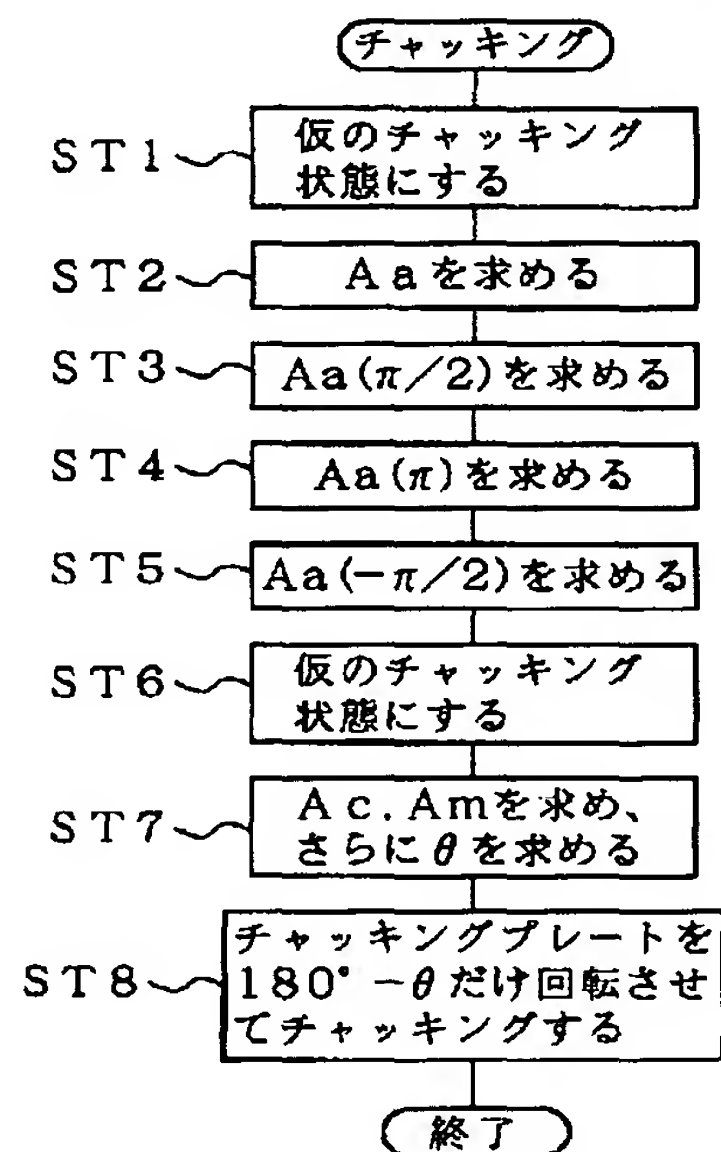 チャッキング
ST1
仮のチャッキング
状態にする
ST2
Aaを求める
ST3
Aa(π/2)を求める
ST4
Aa(π)を求める
ST5
Aa(-π/2)を求める
ST6
仮のチャッキング
状態にする
ST7
Ac.Amを求め、
さらにθを求める
ST8
チャッキングプレートを
180°-θだけ回転させ
てチャッキングする
終了